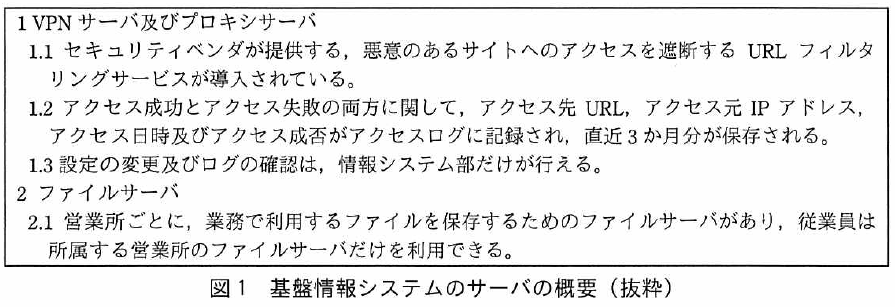 1 VPN サーバ及びプロキシサーバ
1.1 セキュリティベンダが提供する，悪意のあるサイトへのアクセスを遮断する URL フィルタ
リングサービスが導入されている。
1.2 アクセス成功とアクセス失敗の両方に関して，アクセス先 URL，アクセス元 IP アドレス，
アクセス日時及びアクセス成否がアクセスログに記録され，直近 3 か月分が保存される。
1.3 設定の変更及びログの確認は，情報システム部だけが行える。
2 ファイルサーバ
2.1 営業所ごとに，業務で利用するファイルを保存するためのファイルサーバがあり，従業員は
所属する営業所のファイルサーバだけを利用できる。
図1 基盤情報システムのサーバの概要（抜粋）